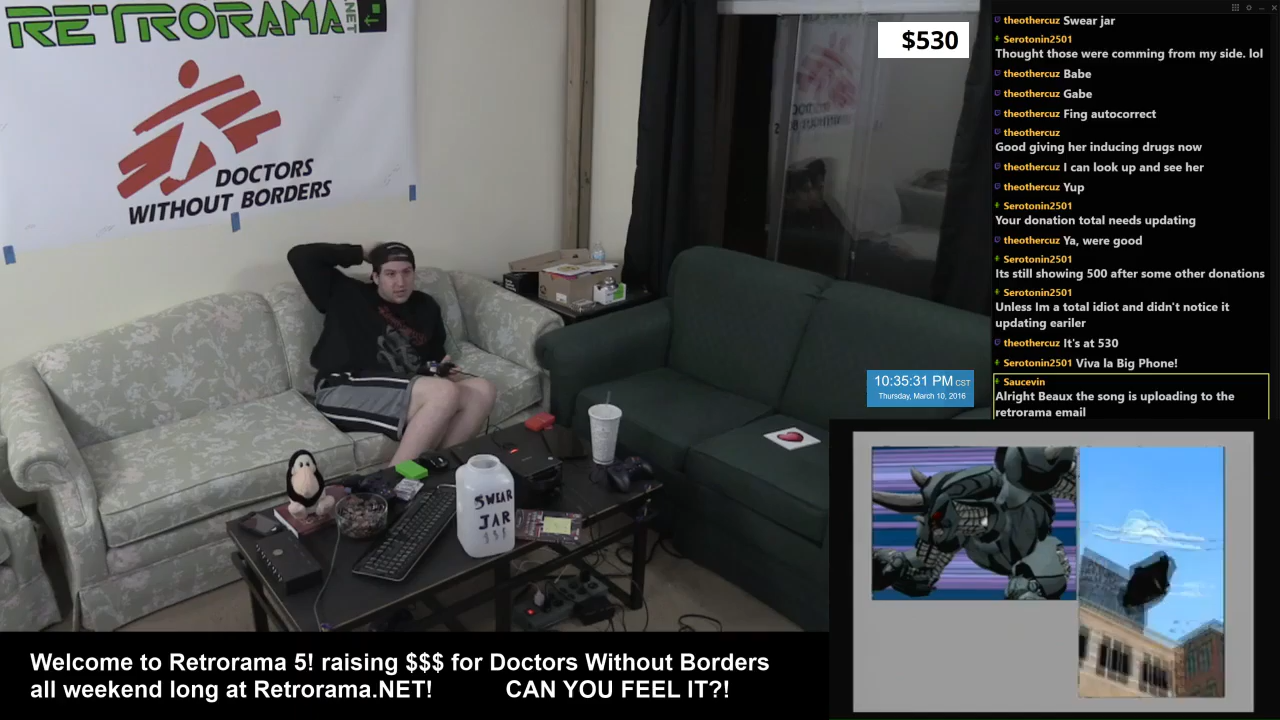 RETRORAMA
.NET
DOCTORS
WITHOUT BORDERS
$530
SWEAR
JAR
$$$
10:35:31 PM CST
Thursday, March 10, 2016
theothercuz Swear jar
Serotonin2501
Thought those were comming from my side. lol
theothercuz Babe
theothercuz Gabe
theothercuz Fing autocorrect
theothercuz
Good giving her inducing drugs now
theothercuz I can look up and see her
theothercuz Yup
Serotonin2501
Your donation total needs updating
theothercuz Ya, were good
Serotonin2501
Its still showing 500 after some other donations
Serotonin2501
Unless Im a total idiot and didn't notice it
updating eariler
theothercuz It's at 530
Serotonin2501 Viva la Big Phone!
Saucevin
Alright Beaux the song is uploading to the
retrorama email
Welcome to Retrorama 5! raising $$$ for Doctors Without Borders
all weekend long at Retrorama.NET! CAN YOU FEEL IT?!